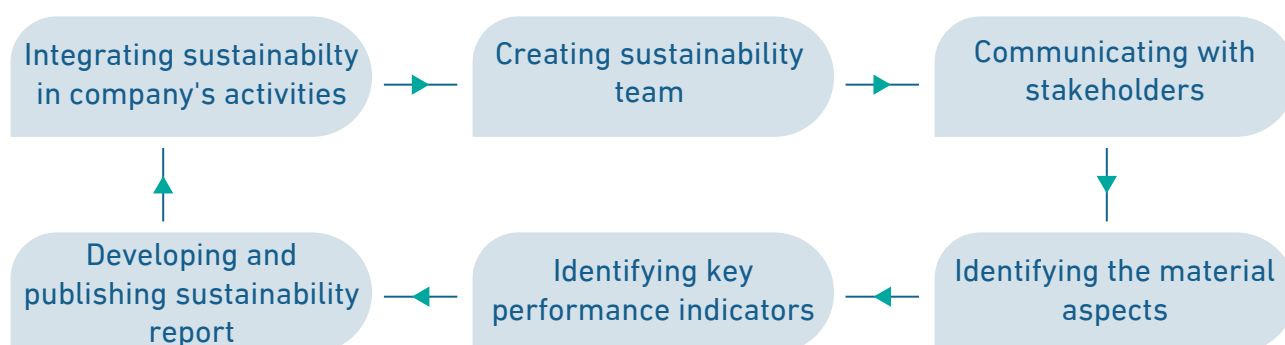 Integrating sustainabilty
in company's activities
Creating sustainability
team
Communicating with
stakeholders
Developing and
publishing sustainability
report
Identifying key
performance indicators
Identifying the material
aspects